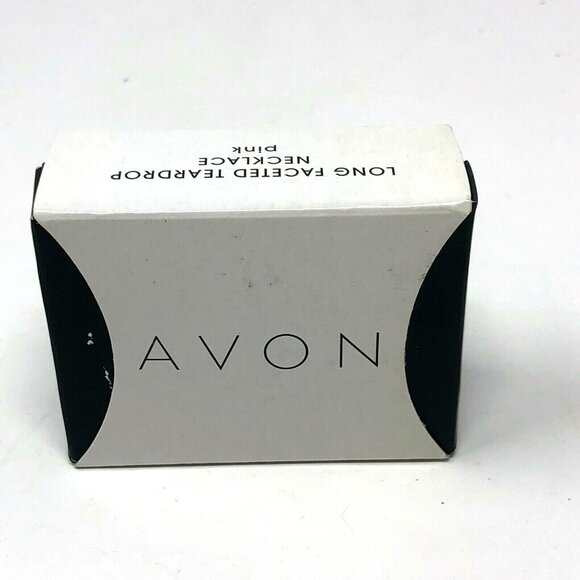 LONG FACETED TEARDROP
NECKLACE
pink
AVON